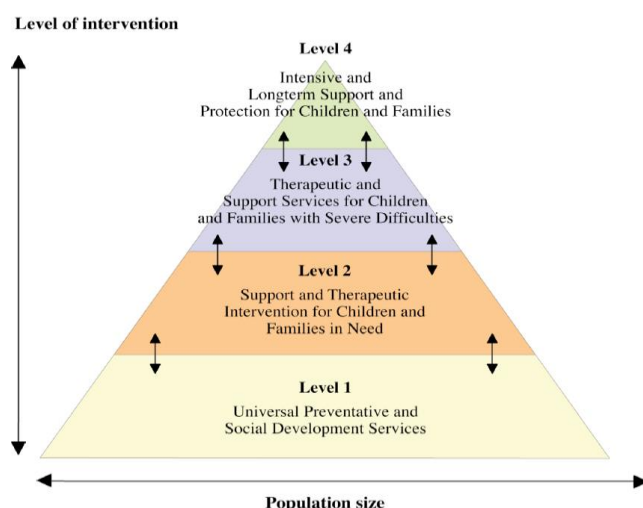 Level of intervention
Level 4
Intensive and
Longterm Support and
Protection for Children and Families
Level 3
Therapeutic and
Support Services for Children
and Families with Severe Difficulties
Level 2
Support and Therapeutic
Intervention for Children and
Families in Need
Level 1
Universal Preventative and
Social Development Services
Population size